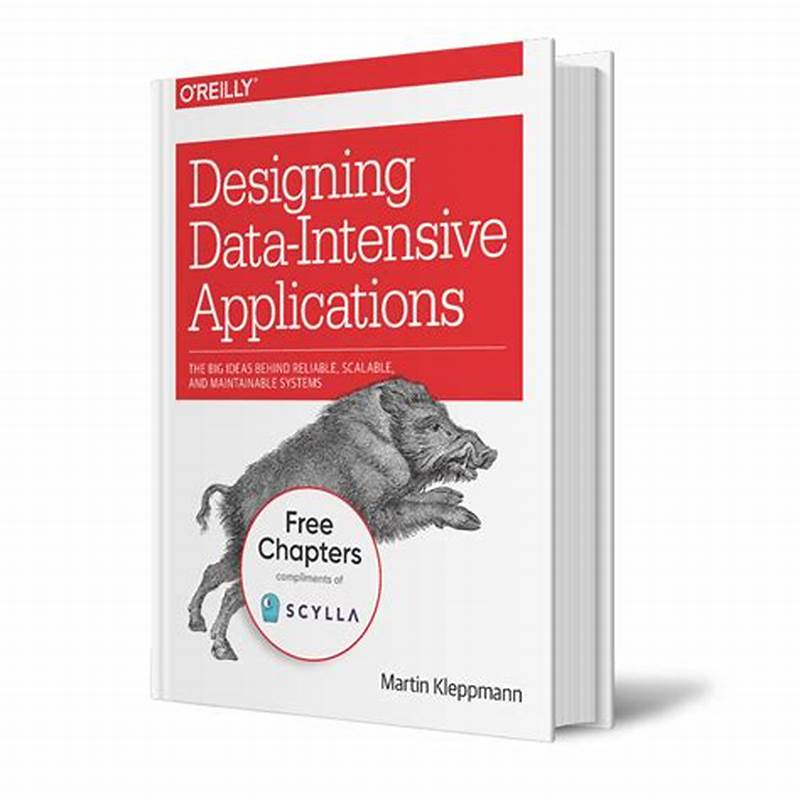 O'REILLY®
Designing
Data-Intensive
Applications
THE BIG IDEAS BEHIND RELIABLE, SCALABLE,
AND MAINTAINABLE SYSTEMS
Free
Chapters
compliments of
SCYLLA
Martin Kleppmann